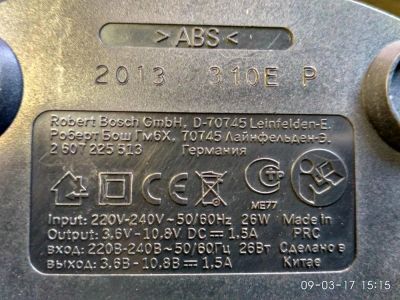 >ABS<
2013 310E P
Robert Bosch GmbH, D-70745 Leinfelden-E.
Роберт Бош ГмбХ, 70745 Лайнфельден-Э.
2 607 225 513 Германия
CE
ME77
Input: 220V-240V~50/60Hz 26W Made in
Output: 3.6V-10.8V DC⎓1.5A PRC
вход: 220В-240В~50/60Гц 26Вт Сделано в
выход: 3.6В-10.8В⎓1,5А Китае
09-03-17 15:15